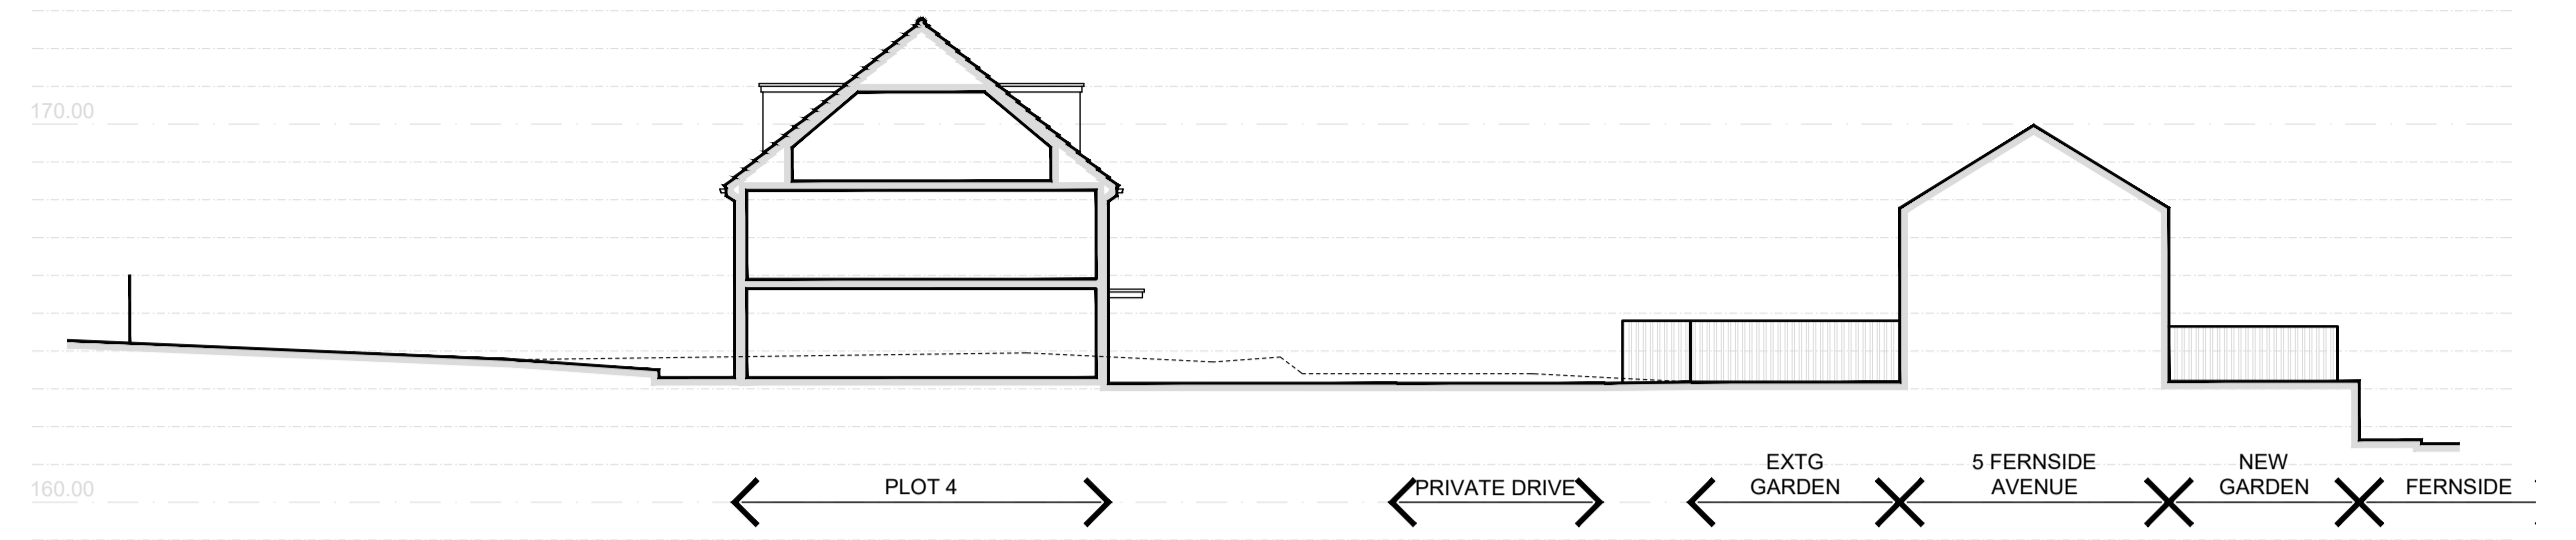 170.00
160.00
PLOT 4
PRIVATE DRIVE
EXTG
GARDEN
5 FERNSIDE
AVENUE
NEW
GARDEN
FERNSIDE